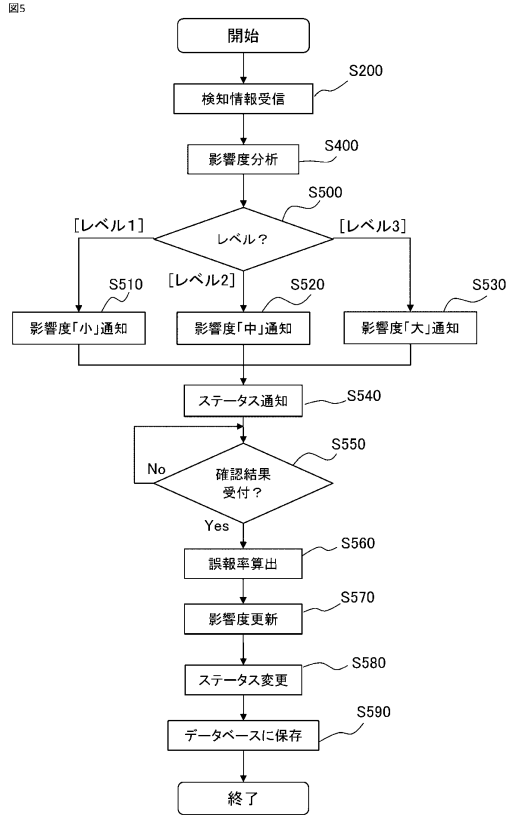 図5
開始
S200
検知情報受信
S400
影響度分析
S500
[レベル1]
レベル?
[レベル3]
[レベル2]
S510
S520
S530
影響度「小」通知
影響度「中」通知
影響度「大」通知
ステータス通知
S540
S550
No
確認結果
受付?
Yes
S560
誤報率算出
S570
影響度更新
S580
ステータス変更
S590
データベースに保存
終了